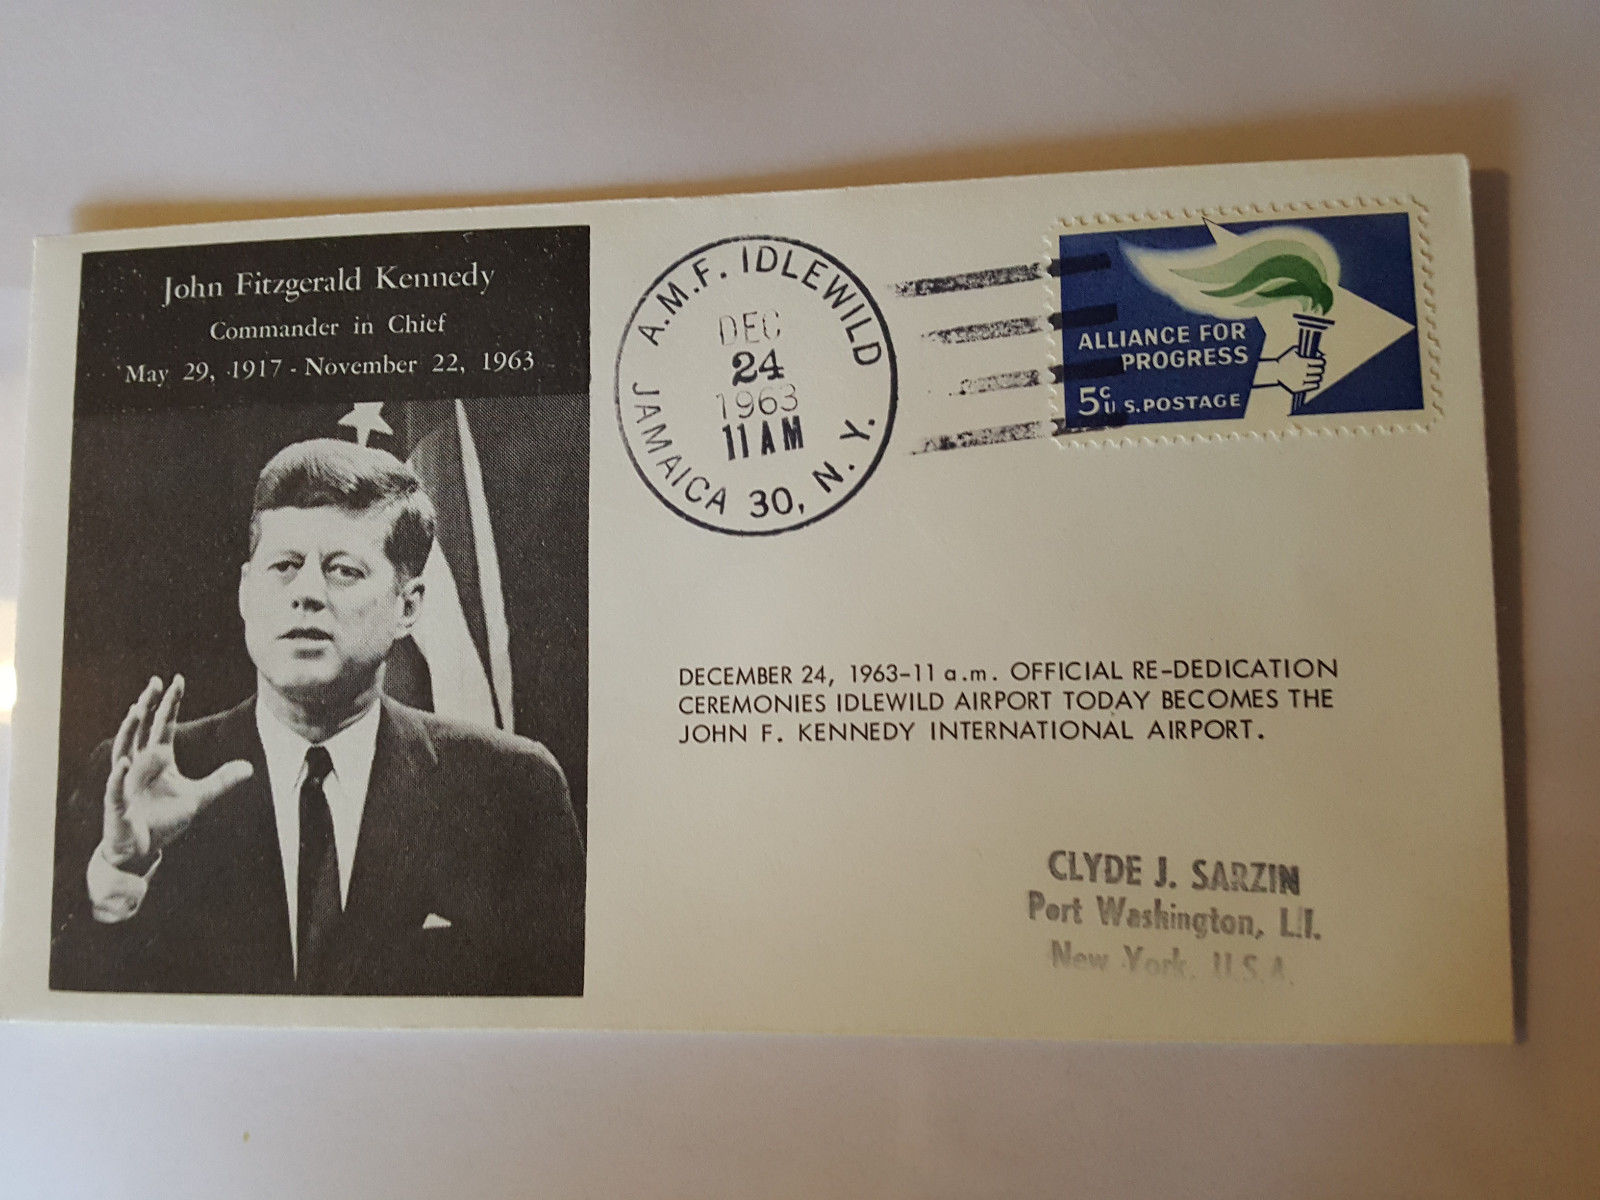 John Fitzgerald Kennedy
Commander in Chief
May 29, 1917 - November 22, 1963
A.M.F. IDLEWILD
DEC
24
1963
11 AM
JAMAICA 30, N. Y.
ALLIANCE FOR
PROGRESS
5c U.S. POSTAGE
DECEMBER 24, 1963-11 a.m. OFFICIAL RE-DEDICATION
CEREMONIES IDLEWILD AIRPORT TODAY BECOMES THE
JOHN F. KENNEDY INTERNATIONAL AIRPORT.
CLYDE J. SARZIN
Port Washington, L.I.
New York, U.S.A.